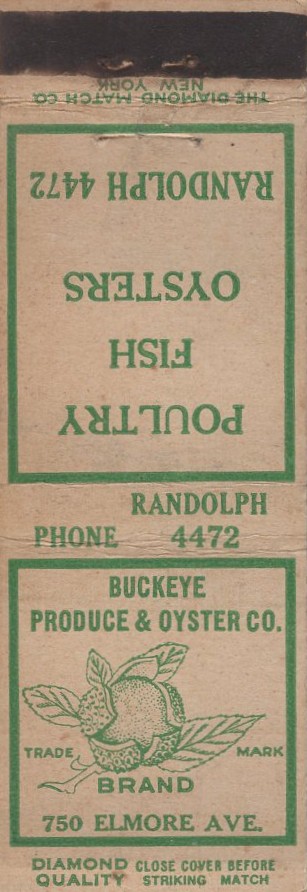 THE DIAMOND MATCH CO.
NEW YORK
POULTRY
FISH
OYSTERS
RANDOLPH 4472
RANDOLPH
PHONE 4472
BUCKEYE
PRODUCE & OYSTER CO.
TRADE MARK
BRAND
750 ELMORE AVE.
DIAMOND QUALITY
CLOSE COVER BEFORE
STRIKING MATCH